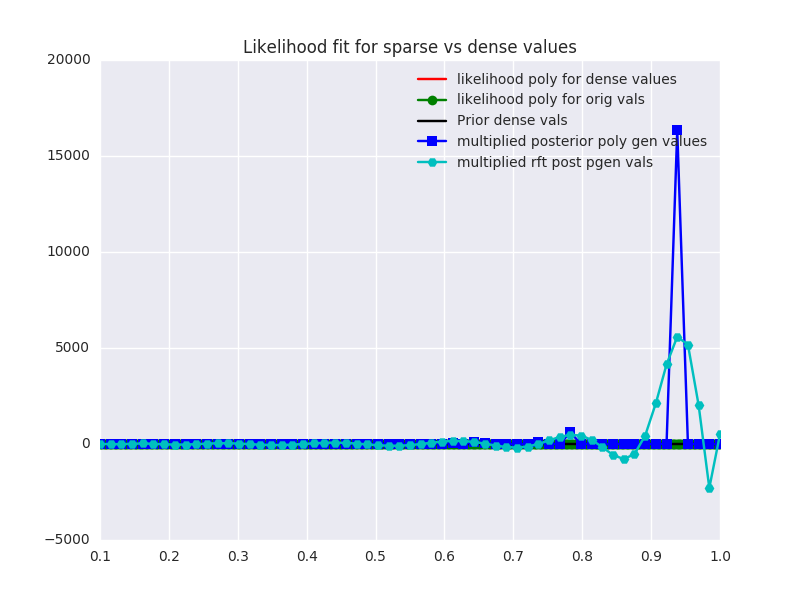 Likelihood fit for sparse vs dense values
20000
15000
10000
5000
0
−5000
likelihood poly for dense values
likelihood poly for orig vals
Prior dense vals
multiplied posterior poly gen values
multiplied rft post pgen vals
0.1 0.2 0.3 0.4 0.5 0.6 0.7 0.8 0.9 1.0